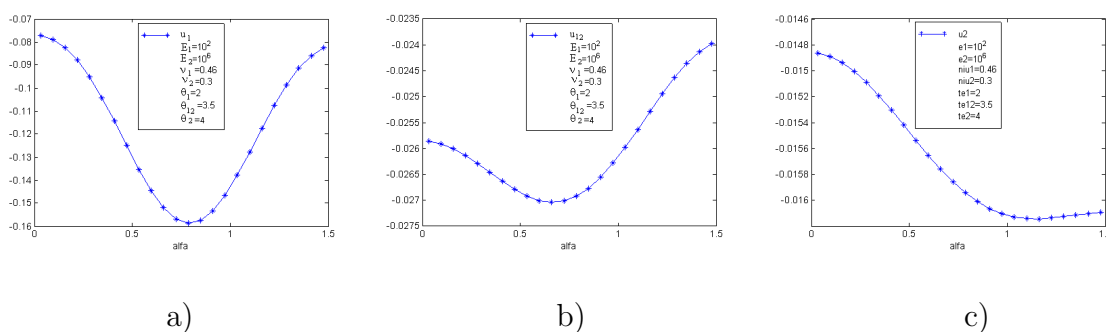 -0.07
-0.08
-0.09
-0.1
-0.11
-0.12
-0.13
-0.14
-0.15
-0.16
0
0.5
1
1.5
alfa
u1
E1=10^2
E2=10^6
ν1=0.46
ν2=0.3
θ1=2
θ12=3.5
θ2=4
a)
-0.0235
-0.024
-0.0245
-0.025
-0.0255
-0.026
-0.0265
-0.027
-0.0275
0
0.5
1
1.5
alfa
u12
E1=10^2
E2=10^6
ν1=0.46
ν2=0.3
θ1=2
θ12=3.5
θ2=4
b)
-0.0146
-0.0148
-0.015
-0.0152
-0.0154
-0.0156
-0.0158
-0.016
0
0.5
1
1.5
alfa
u2
e1=10^2
e2=10^6
niu1=0.46
niu2=0.3
te1=2
te12=3.5
te2=4
c)